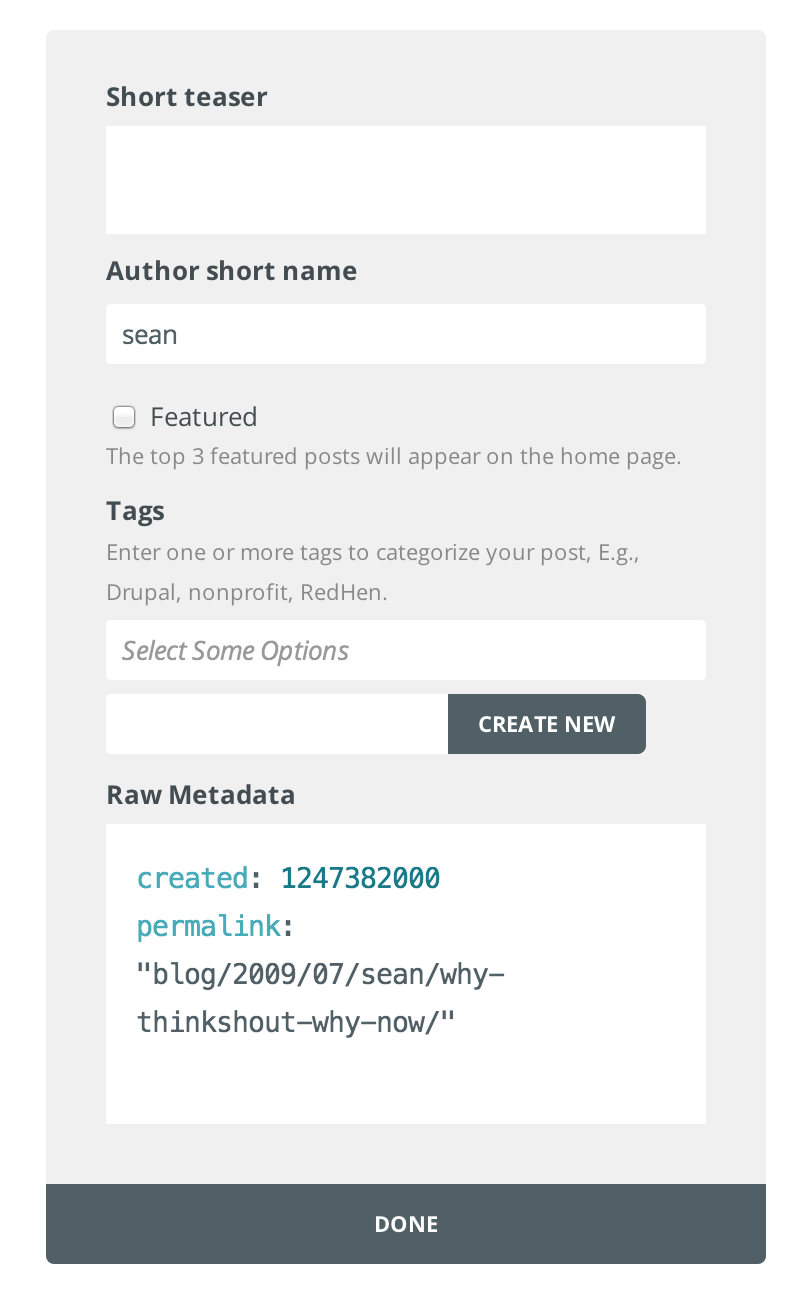 Short teaser
Author short name
sean
Featured
The top 3 featured posts will appear on the home page.
Tags
Enter one or more tags to categorize your post, E.g.,
Drupal, nonprofit, RedHen.
Select Some Options
CREATE NEW
Raw Metadata
created: 1247382000
permalink:
"blog/2009/07/sean/why-
thinkshout-why-now/"
DONE